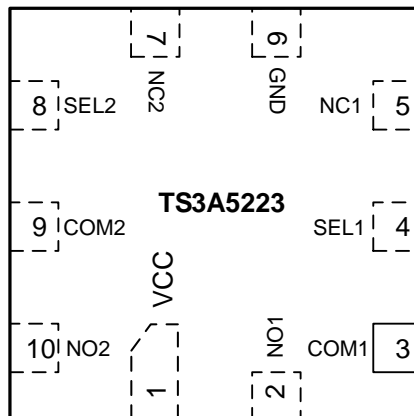 7
6
NC2
GND
8 SEL2
NC1 5
TS3A5223
9 COM2
SEL1 4
VCC
NO1
10 NO2
COM1 3
1
2